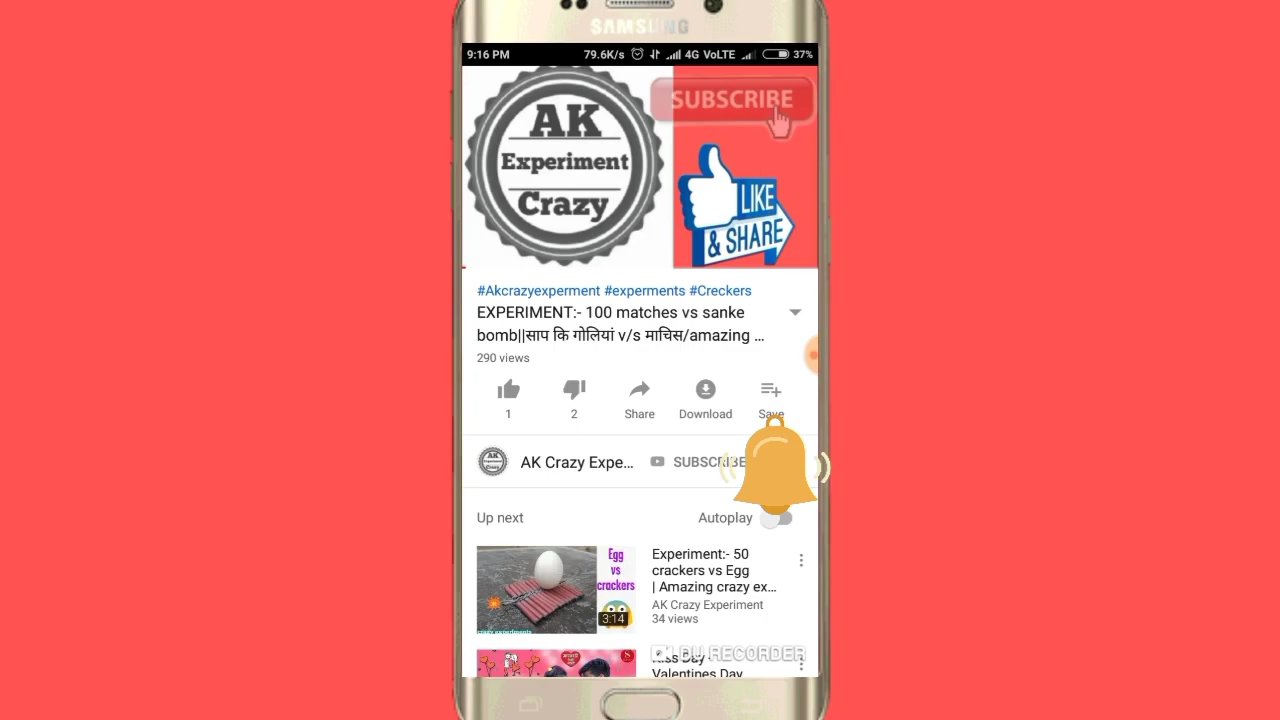 SAMSUNG
9:16 PM 79.6K/s 4G VoLTE 37%
AK
Experiment
Crazy
SUBSCRIBE
LIKE
& SHARE
#Akcrazyexperment #experments #Creckers
EXPERIMENT:- 100 matches vs sanke
bomb||साप कि गोलियां v/s माचिस/amazing ...
290 views
1 2 Share Download Save
AK Crazy Expe... SUBSCRIBE
Up next Autoplay
Egg
vs
crackers
3:14
Experiment:- 50
crackers vs Egg
| Amazing crazy ex...
AK Crazy Experiment
34 views
DU RECORDER
Day-
Valentines Day